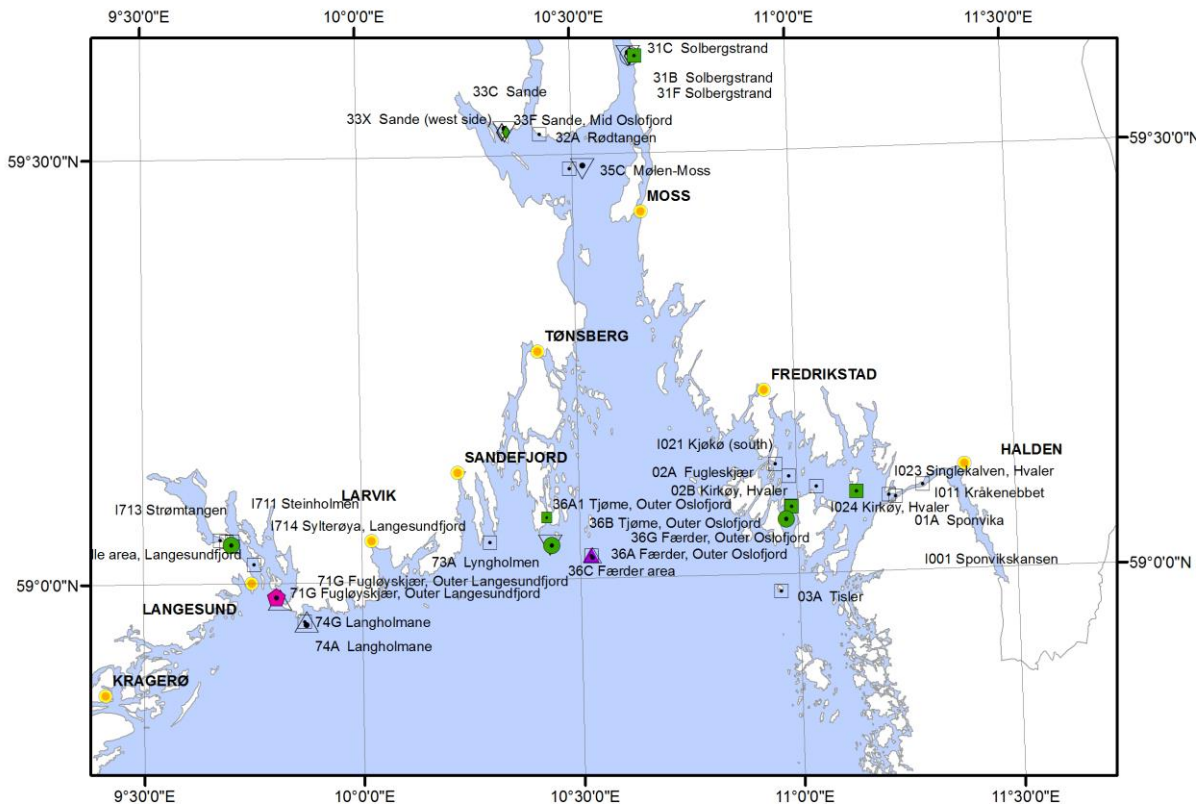 9°30'0"E
10°00'0"E
10°30'0"E
11°00'0"E
11°30'0"E
31C Solbergstrand
31B Solbergstrand
31F Solbergstrand
33C Sande
33X Sande (west side)
33F Sande, Mid Oslofjord
32A Rødtangen
59°30'0"N
59°30'0"N
35C Mølen-Moss
MOSS
TØNSBERG
FREDRIKSTAD
I021 Kjøkø (south)
HALDEN
SANDEFJORD
02A Fugleskjær
I023 Singlekalven, Hvaler
LARVIK
02B Kirkøy, Hvaler
I011 Kråkenebbet
I711 Steinholmen
36A1 Tjøme, Outer Oslofjord
I024 Kirkøy, Hvaler
I713 Strømtangen
01A Sponvika
I714 Sylterøya, Langesundfjord
36B Tjøme, Outer Oslofjord
36G Færder, Outer Oslofjord
lle area, Langesundfjord
36A Færder, Outer Oslofjord
I001 Sponvikskansen
73A Lyngholmen
36C Færder area
59°0'0"N
59°0'0"N
71G Fugløyskjær, Outer Langesundfjord
71G Fugløyskjær, Outer Langesundfjord
03A Tisler
LANGESUND
74G Langholmane
74A Langholmane
KRAGERØ
9°30'0"E
10°00'0"E
10°30'0"E
11°00'0"E
11°30'0"E